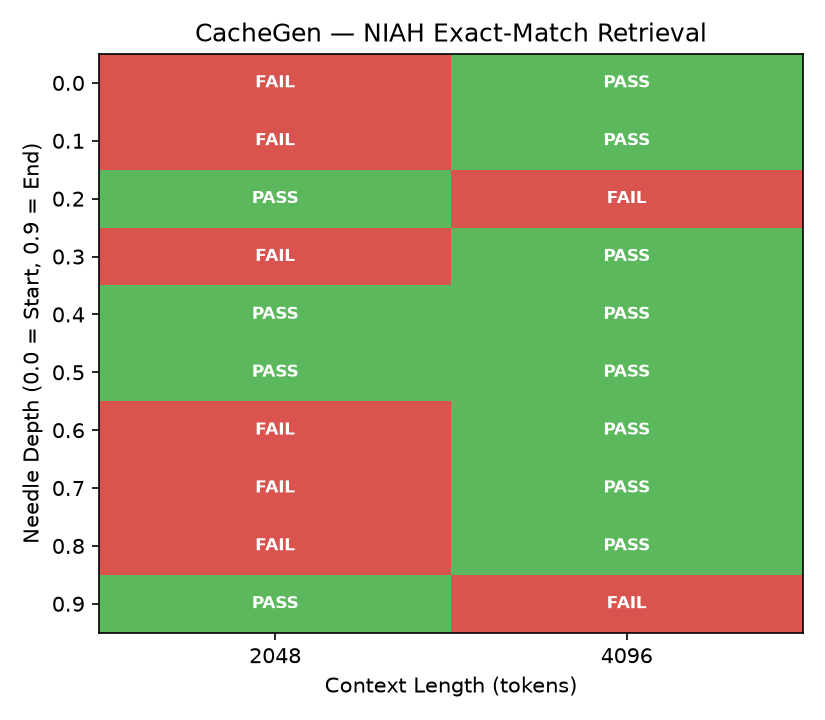 CacheGen — NIAH Exact-Match Retrieval
Needle Depth (0.0 = Start, 0.9 = End)
0.0 FAIL PASS
0.1 FAIL PASS
0.2 PASS FAIL
0.3 FAIL PASS
0.4 PASS PASS
0.5 PASS PASS
0.6 FAIL PASS
0.7 FAIL PASS
0.8 FAIL PASS
0.9 PASS FAIL
2048 4096
Context Length (tokens)